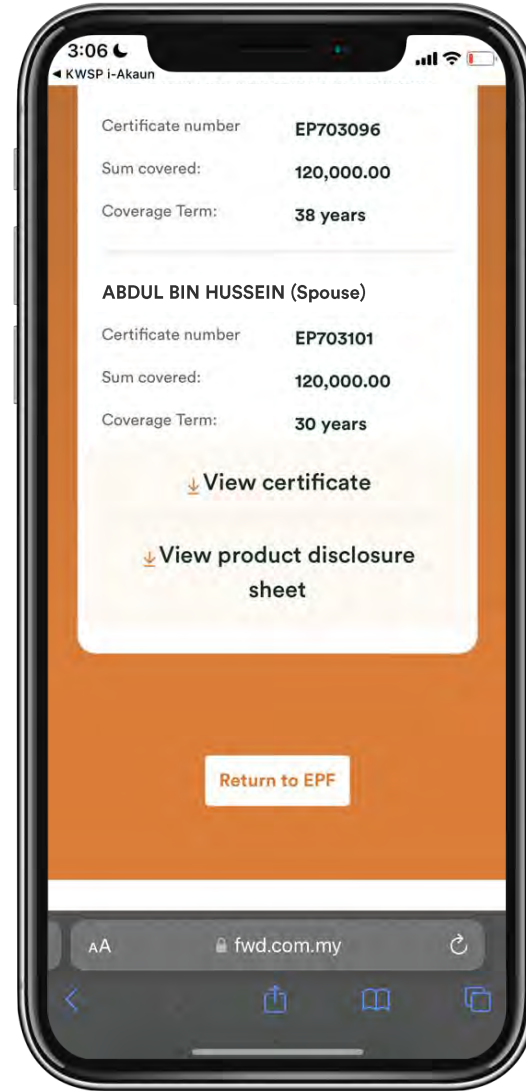 3:06
◀ KWSP i-Akaun
Certificate number EP703096
Sum covered: 120,000.00
Coverage Term: 38 years
ABDUL BIN HUSSEIN (Spouse)
Certificate number EP703101
Sum covered: 120,000.00
Coverage Term: 30 years
View certificate
View product disclosure
sheet
Return to EPF
AA fwd.com.my